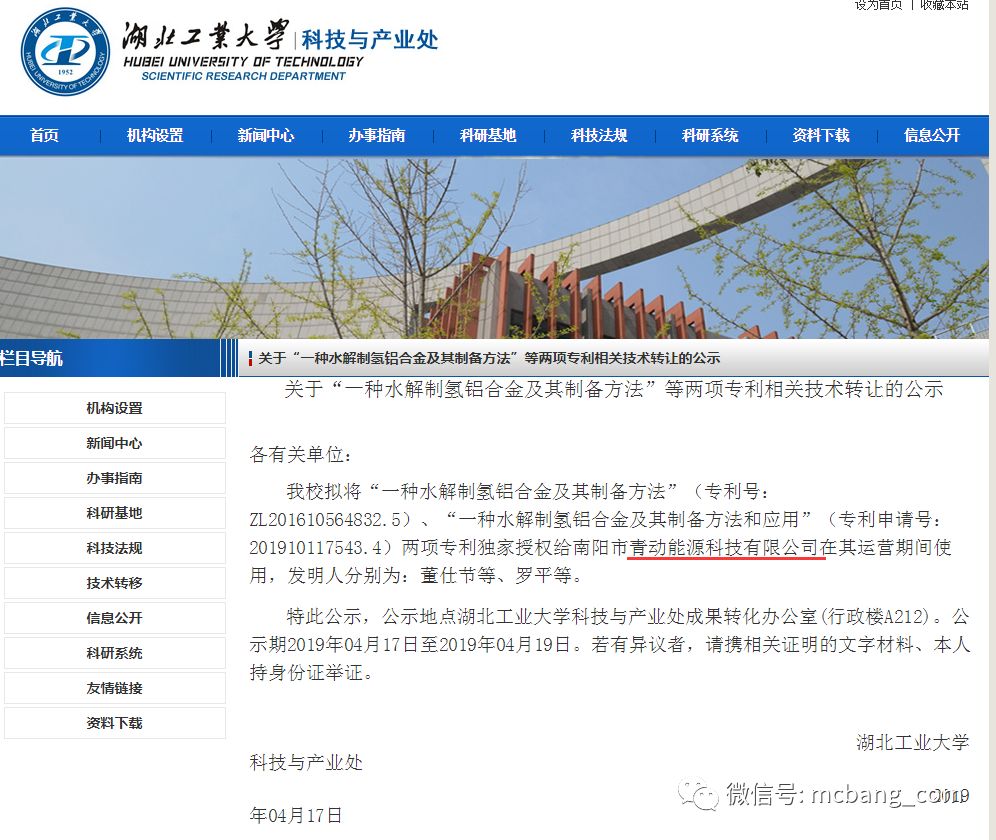 设为首页 | 收藏本站
湖北工业大学 | 科技与产业处
HUBEI UNIVERSITY OF TECHNOLOGY
SCIENTIFIC RESEARCH DEPARTMENT
湖北工业大学
1952
HUBEI UNIVERSITY OF TECHNOLOGY
首页 机构设置 新闻中心 办事指南 科研基地 科技法规 科研系统 资料下载 信息公开
栏目导航
机构设置
新闻中心
办事指南
科研基地
科技法规
技术转移
信息公开
科研系统
友情链接
资料下载
关于“一种水解制氢铝合金及其制备方法”等两项专利相关技术转让的公示
关于“一种水解制氢铝合金及其制备方法”等两项专利相关技术转让的公示
各有关单位：
我校拟将“一种水解制氢铝合金及其制备方法”（专利号：
ZL201610564832.5）、“一种水解制氢铝合金及其制备方法和应用”（专利申请号：
201910117543.4）两项专利独家授权给南阳市青动能源科技有限公司在其运营期间使
用，发明人分别为：董仕节等、罗平等。
特此公示，公示地点湖北工业大学科技与产业处成果转化办公室(行政楼A212)。公
示期2019年04月17日至2019年04月19日。若有异议者，请携相关证明的文字材料、本人
持身份证举证。
湖北工业大学
科技与产业处
2019
年04月17日
微信号: mcbang_com